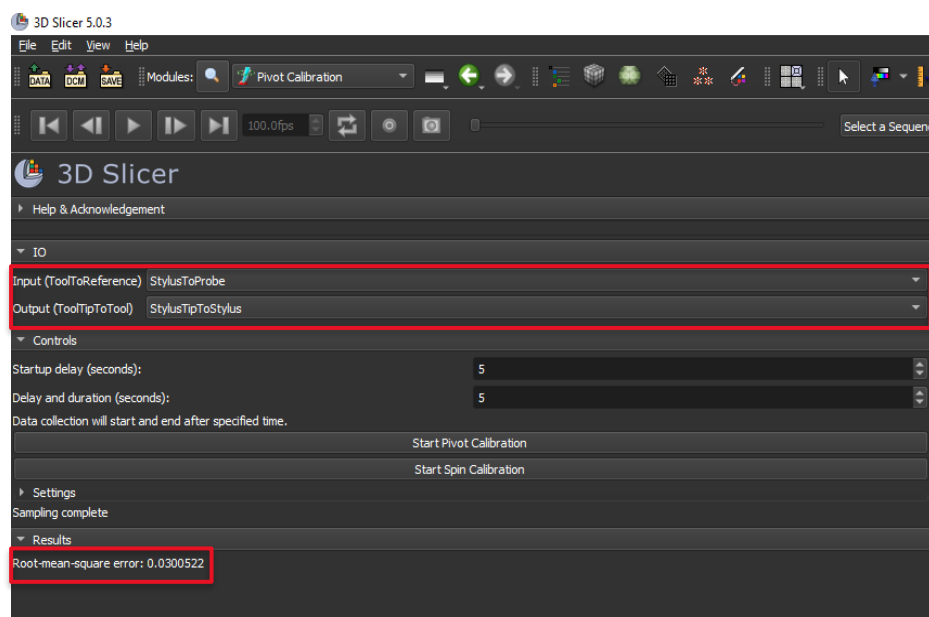 3D Slicer 5.0.3
File Edit View Help
DATA DCM SAVE Modules: Pivot Calibration
100.0fps Select a Sequen
3D Slicer
Help & Acknowledgement
IO
Input (ToolToReference) StylusToProbe
Output (ToolTipToTool) StylusTipToStylus
Controls
Startup delay (seconds): 5
Delay and duration (seconds): 5
Data collection will start and end after specified time.
Start Pivot Calibration
Start Spin Calibration
Settings
Sampling complete
Results
Root-mean-square error: 0.0300522